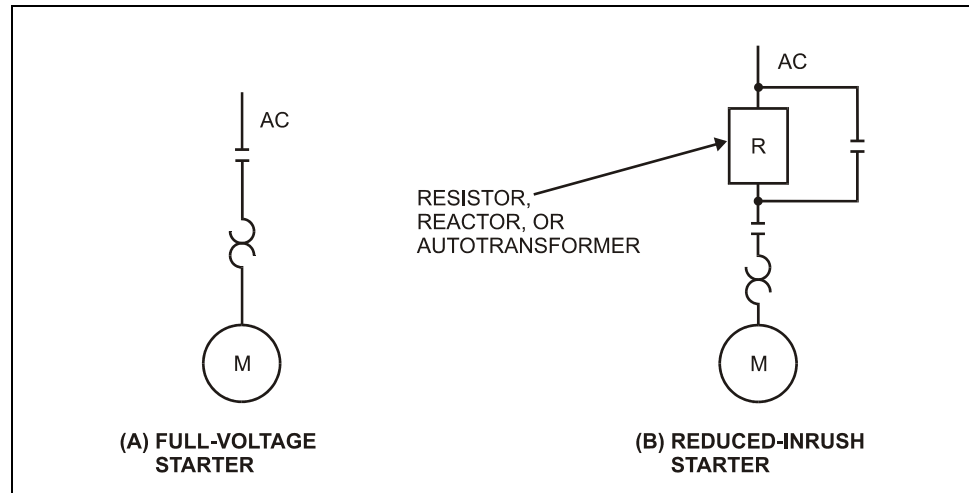 AC
M
(A) FULL-VOLTAGE
STARTER
AC
R
RESISTOR,
REACTOR, OR
AUTOTRANSFORMER
M
(B) REDUCED-INRUSH
STARTER